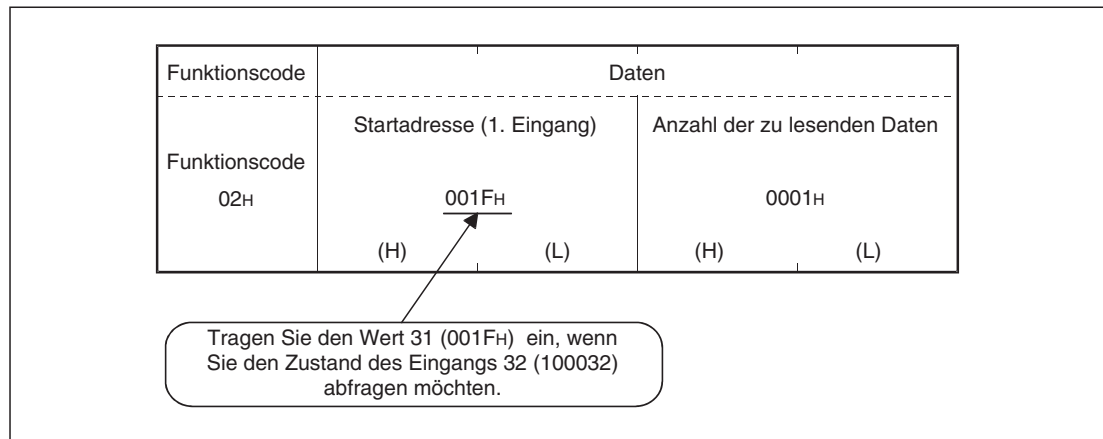 Funktionscode Daten
Startadresse (1. Eingang) Anzahl der zu lesenden Daten
Funktionscode
02H 001FH 0001H
(H) (L) (H) (L)
Tragen Sie den Wert 31 (001FH) ein, wenn
Sie den Zustand des Eingangs 32 (100032)
abfragen möchten.